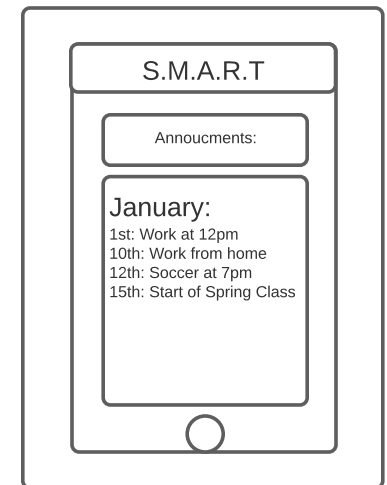 S.M.A.R.T
Annoucments:
January:
1st: Work at 12pm
10th: Work from home
12th: Soccer at 7pm
15th: Start of Spring Class